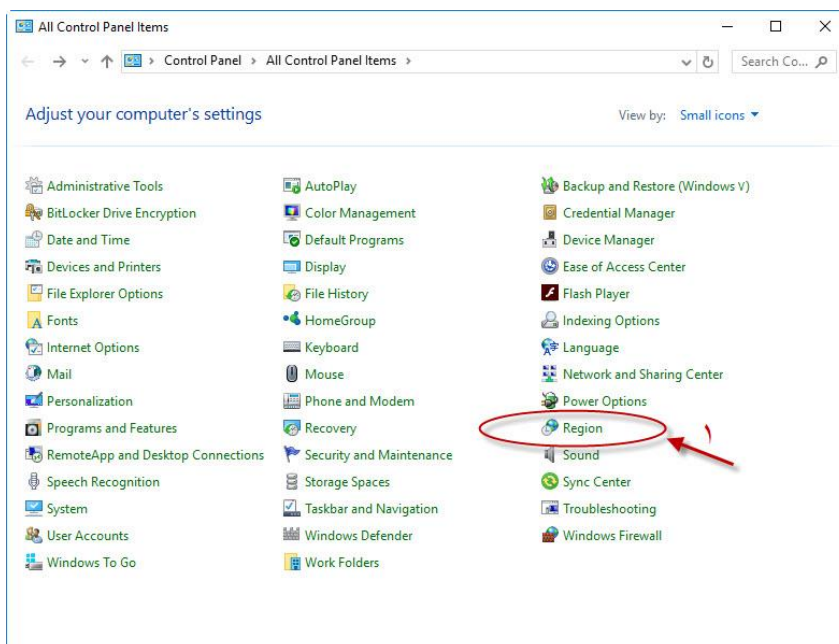 All Control Panel Items
Control Panel > All Control Panel Items >
Search Co...
Adjust your computer's settings
View by: Small icons
Administrative Tools
AutoPlay
Backup and Restore (Windows ۷)
BitLocker Drive Encryption
Color Management
Credential Manager
Date and Time
Default Programs
Device Manager
Devices and Printers
Display
Ease of Access Center
File Explorer Options
File History
Flash Player
Fonts
HomeGroup
Indexing Options
Internet Options
Keyboard
Language
Mail
Mouse
Network and Sharing Center
Personalization
Phone and Modem
Power Options
Programs and Features
Recovery
Region
۱
RemoteApp and Desktop Connections
Security and Maintenance
Sound
Speech Recognition
Storage Spaces
Sync Center
System
Taskbar and Navigation
Troubleshooting
User Accounts
Windows Defender
Windows Firewall
Windows To Go
Work Folders